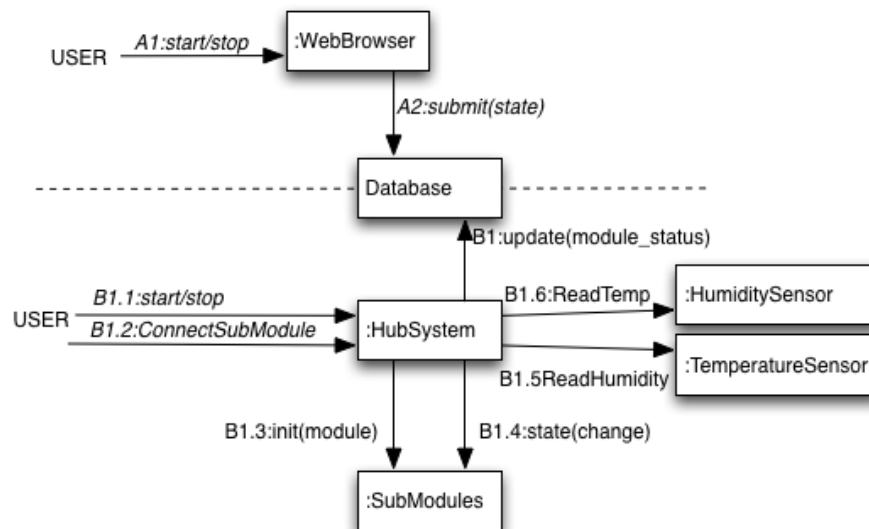 A1:start/stop
:WebBrowser
USER
A2:submit(state)
Database
B1:update(module_status)
B1.1:start/stop
B1.6:ReadTemp
:HumiditySensor
USER
B1.2:ConnectSubModule
:HubSystem
:TemperatureSensor
B1.5ReadHumidity
B1.3:init(module)
B1.4:state(change)
:SubModules